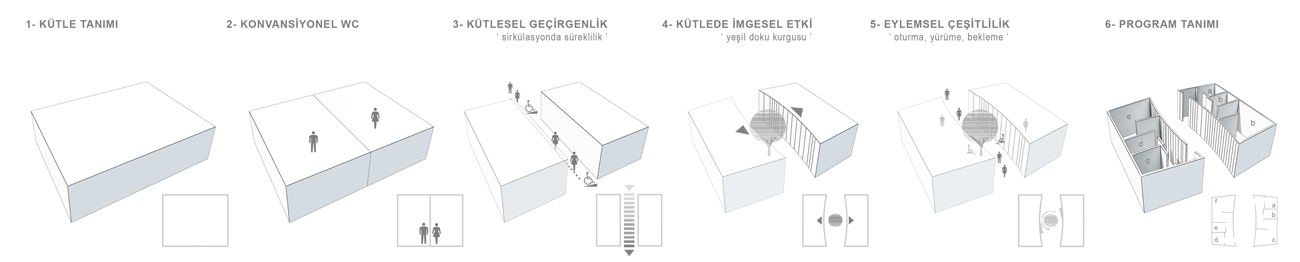 1- KÜTLE TANIMI
2- KONVANSİYONEL WC
3- KÜTLESEL GEÇİRGENLİK
' sirkülasyonda süreklilik '
4- KÜTLEDE İMGESEL ETKİ
' yeşil doku kurgusu '
5- EYLEMSEL ÇEŞİTLİLİK
' oturma, yürüme, bekleme '
6- PROGRAM TANIMI
a
b
b
e
d
c
f
a
b
e
d
c